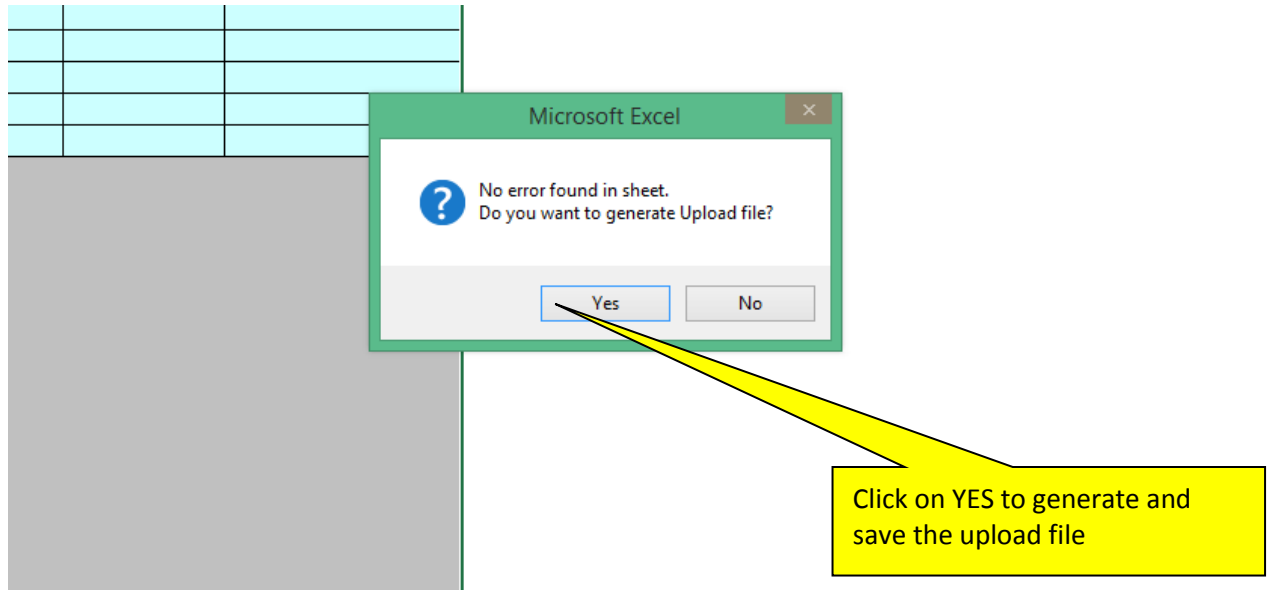 Microsoft Excel
No error found in sheet.
Do you want to generate Upload file?
Yes
No
Click on YES to generate and
save the upload file